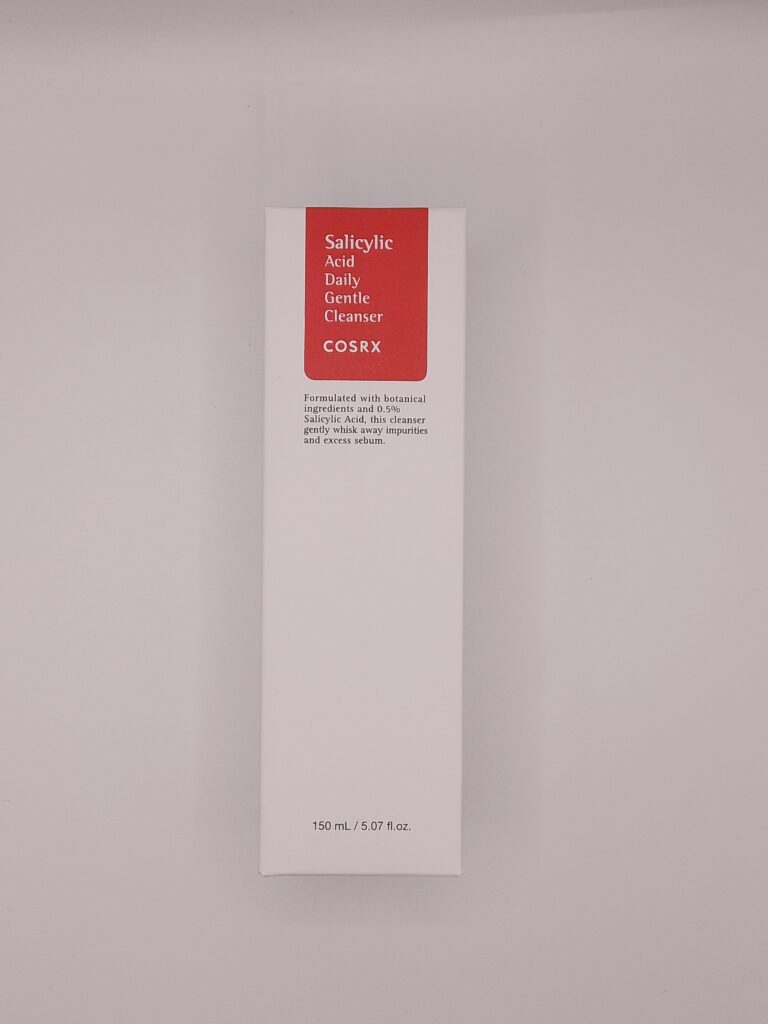 Salicylic
Acid
Daily
Gentle
Cleanser
COSRX
Formulated with botanical
ingredients and 0.5%
Salicylic Acid, this cleanser
gently whisk away impurities
and excess sebum.
150 mL / 5.07 fl.oz.